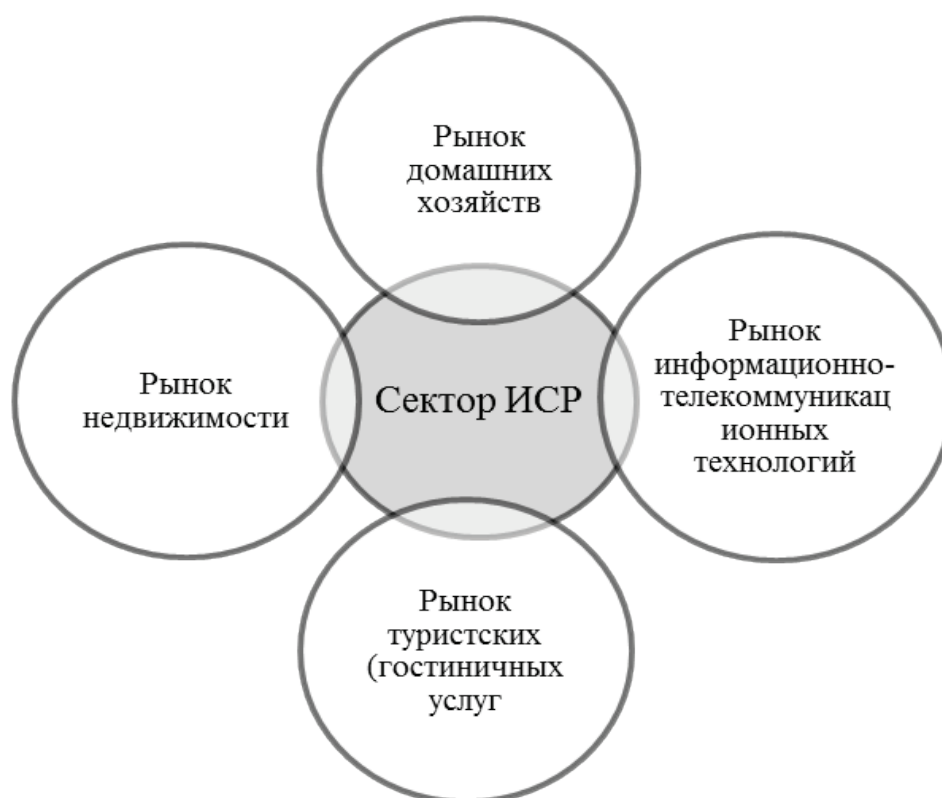 Рынок
домашних
хозяйств
Рынок
недвижимости
Сектор ИСР
Рынок
информационно-
телекоммуникац
ионных
технологий
Рынок
туристских
(гостиничных
услуг